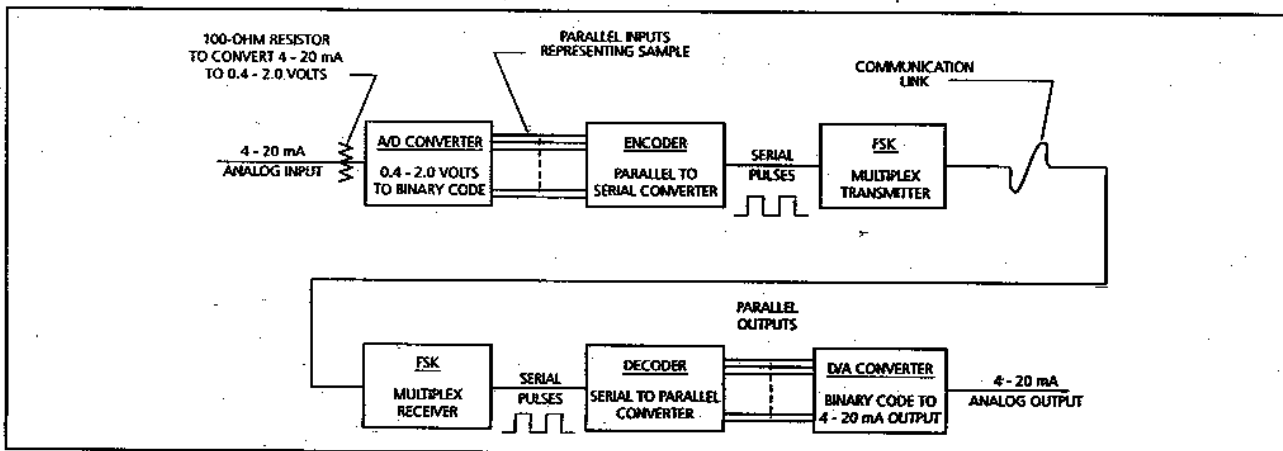 100-OHM RESISTOR
TO CONVERT 4 - 20 mA
TO 0.4 - 2.0 VOLTS
PARALLEL INPUTS
REPRESENTING SAMPLE
COMMUNICATION
LINK
4 - 20 mA
ANALOG INPUT
A/D CONVERTER
0.4 - 2.0 VOLTS
TO BINARY CODE
ENCODER
PARALLEL TO
SERIAL CONVERTER
SERIAL
PULSES
FSK
MULTIPLEX
TRANSMITTER
PARALLEL
OUTPUTS
FSK
MULTIPLEX
RECEIVER
SERIAL
PULSES
DECODER
SERIAL TO PARALLEL
CONVERTER
D/A CONVERTER
BINARY CODE TO
4 - 20 mA OUTPUT
4 - 20 mA
ANALOG OUTPUT